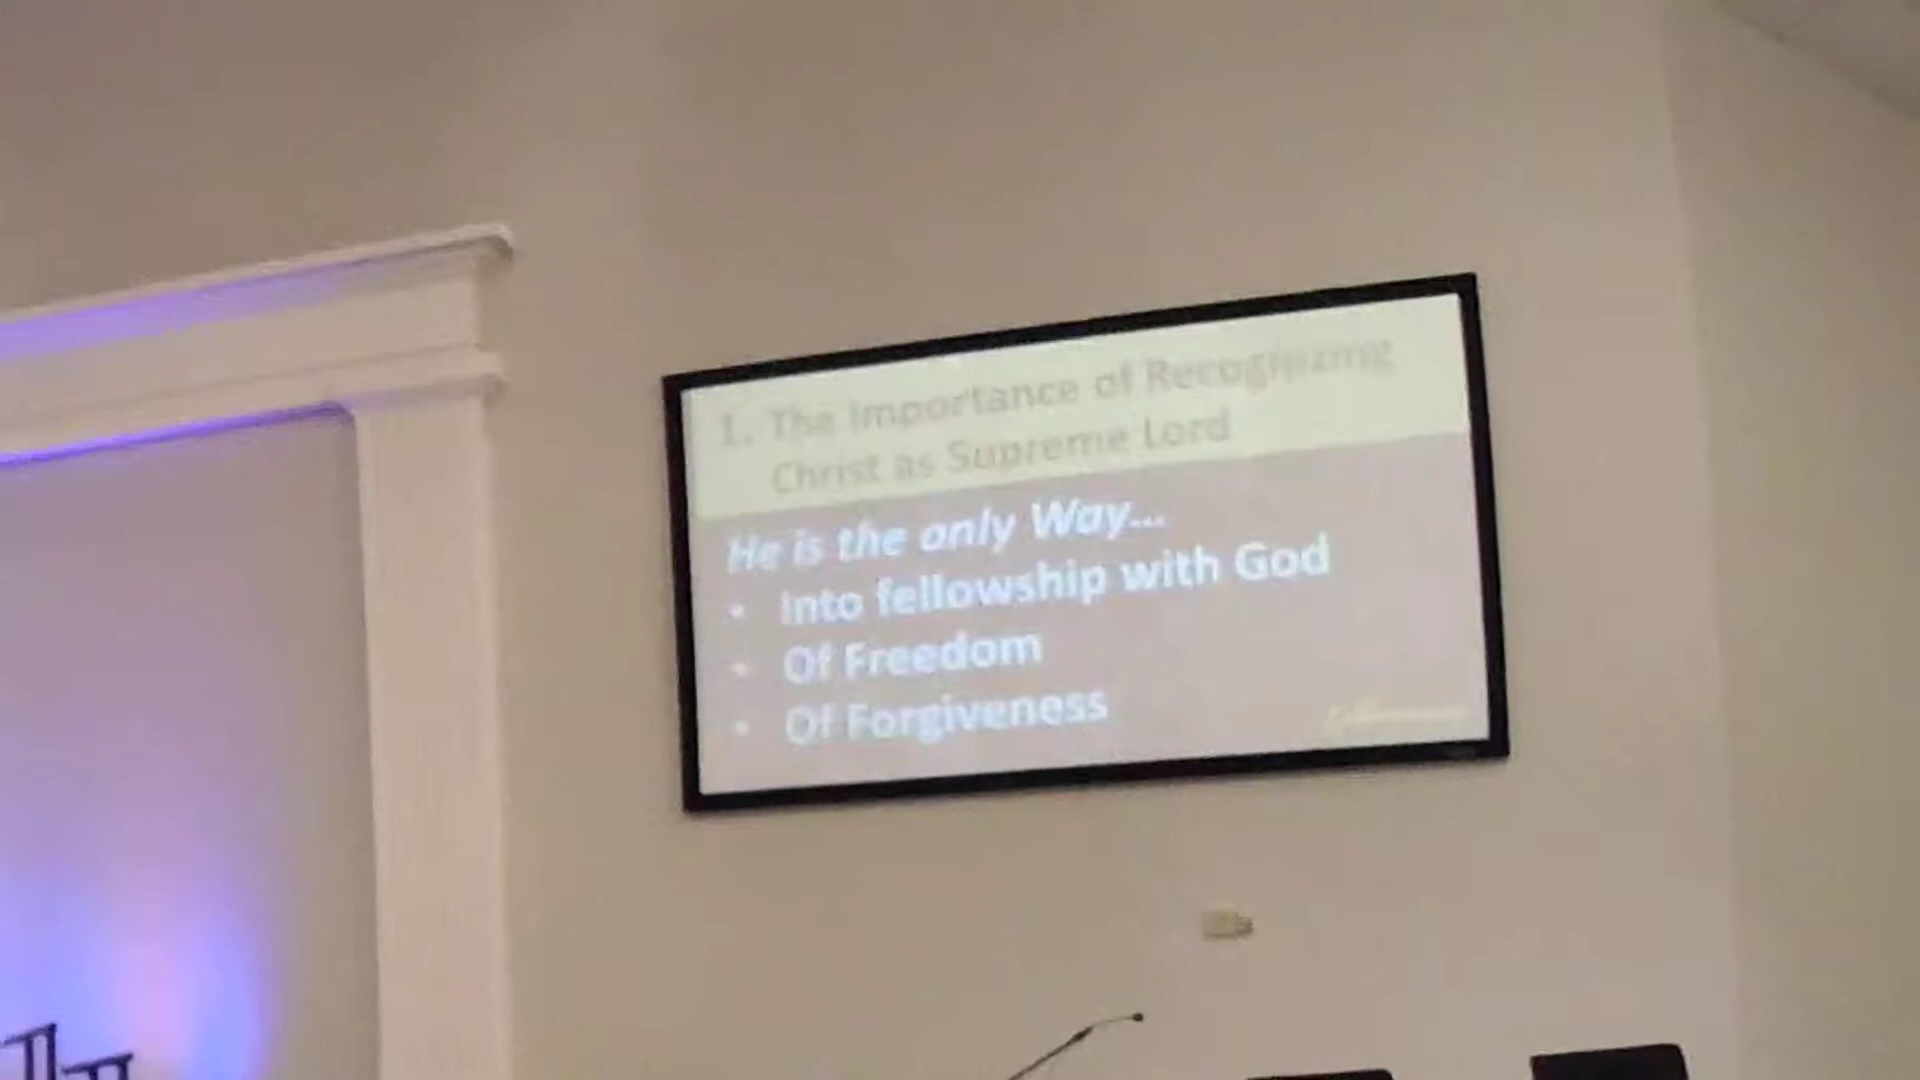 1. The Importance of Recognizing
Christ as Supreme Lord
He is the only Way...
• Into fellowship with God
• Of Freedom
• Of Forgiveness